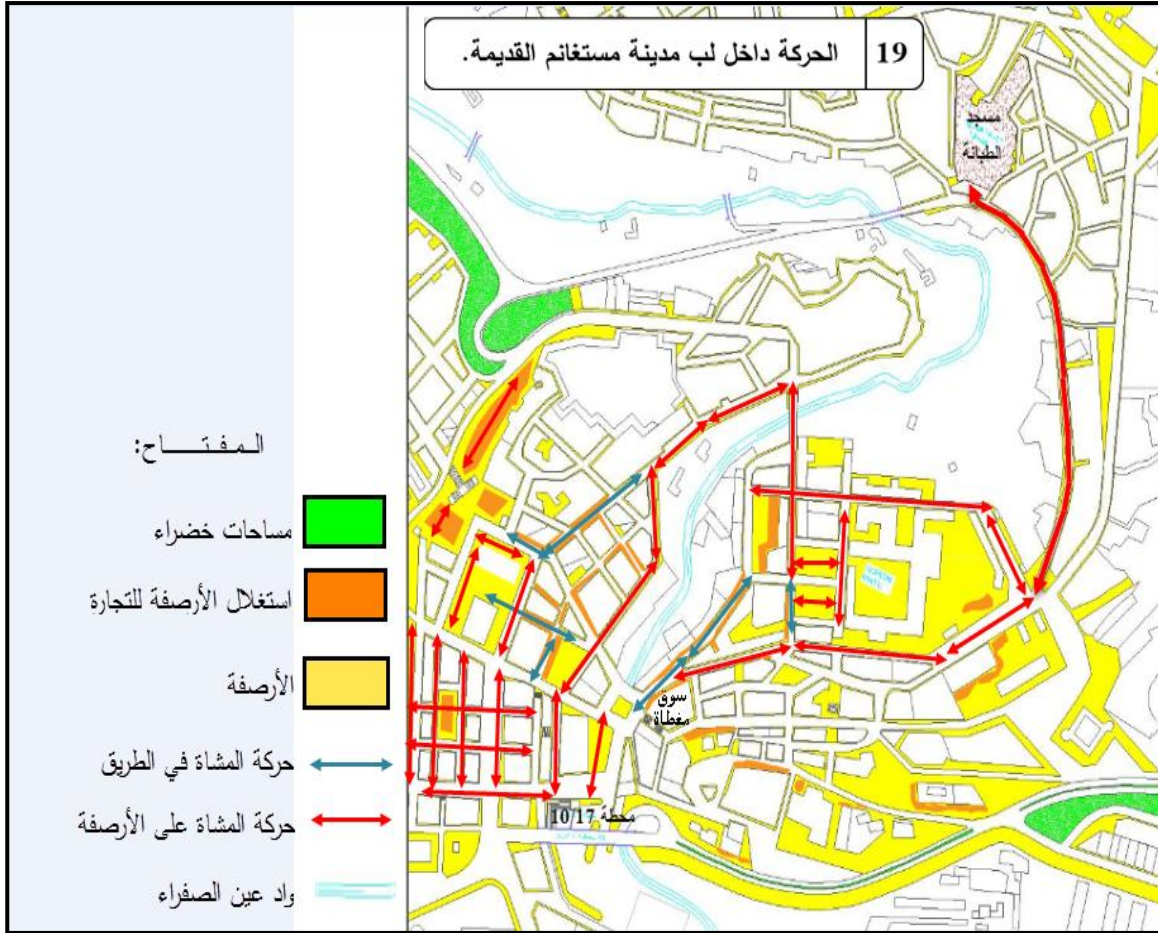 19 الحركة داخل لب مدينة مستغانم القديمة.
مسجد
الطبانة
المفتاح:
مساحات خضراء
استغلال الأرصفة للتجارة
الأرصفة
حركة المشاة في الطريق
حركة المشاة على الأرصفة
واد عين الصفراء
سوق
مغطاة
محطة 10/17